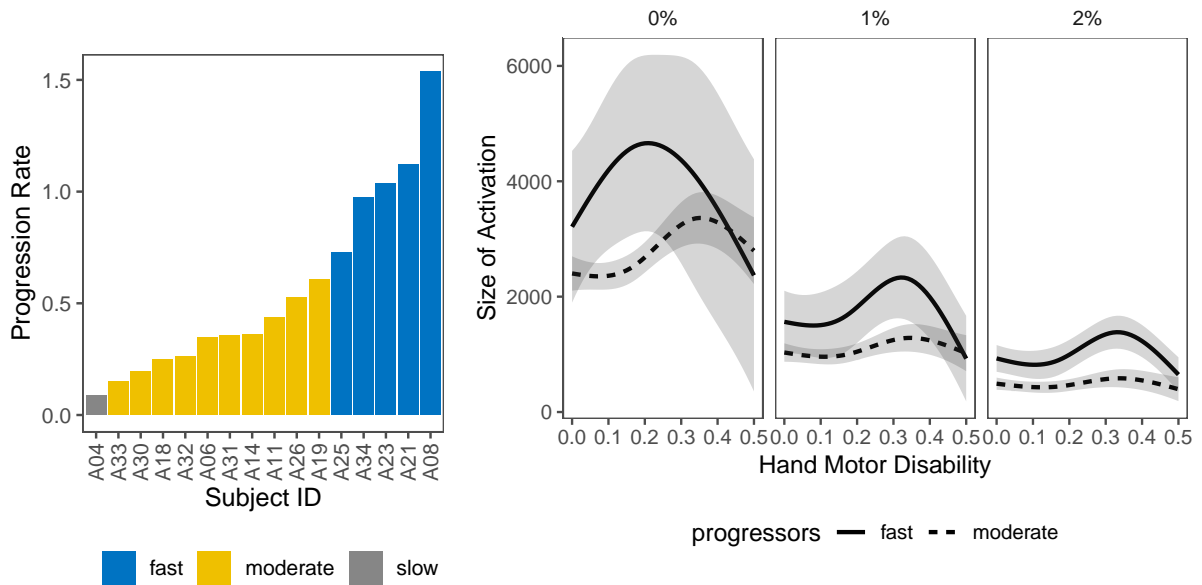 Progression Rate
1.5
1.0
0.5
0.0
A04 A33 A30 A18 A32 A06 A31 A14 A11 A26 A19 A25 A34 A23 A21 A08
Subject ID
fast moderate slow
0% 1% 2%
Size of Activation
6000
4000
2000
0
0.0 0.1 0.2 0.3 0.4 0.5 0.0 0.1 0.2 0.3 0.4 0.5 0.0 0.1 0.2 0.3 0.4 0.5
Hand Motor Disability
progressors fast moderate